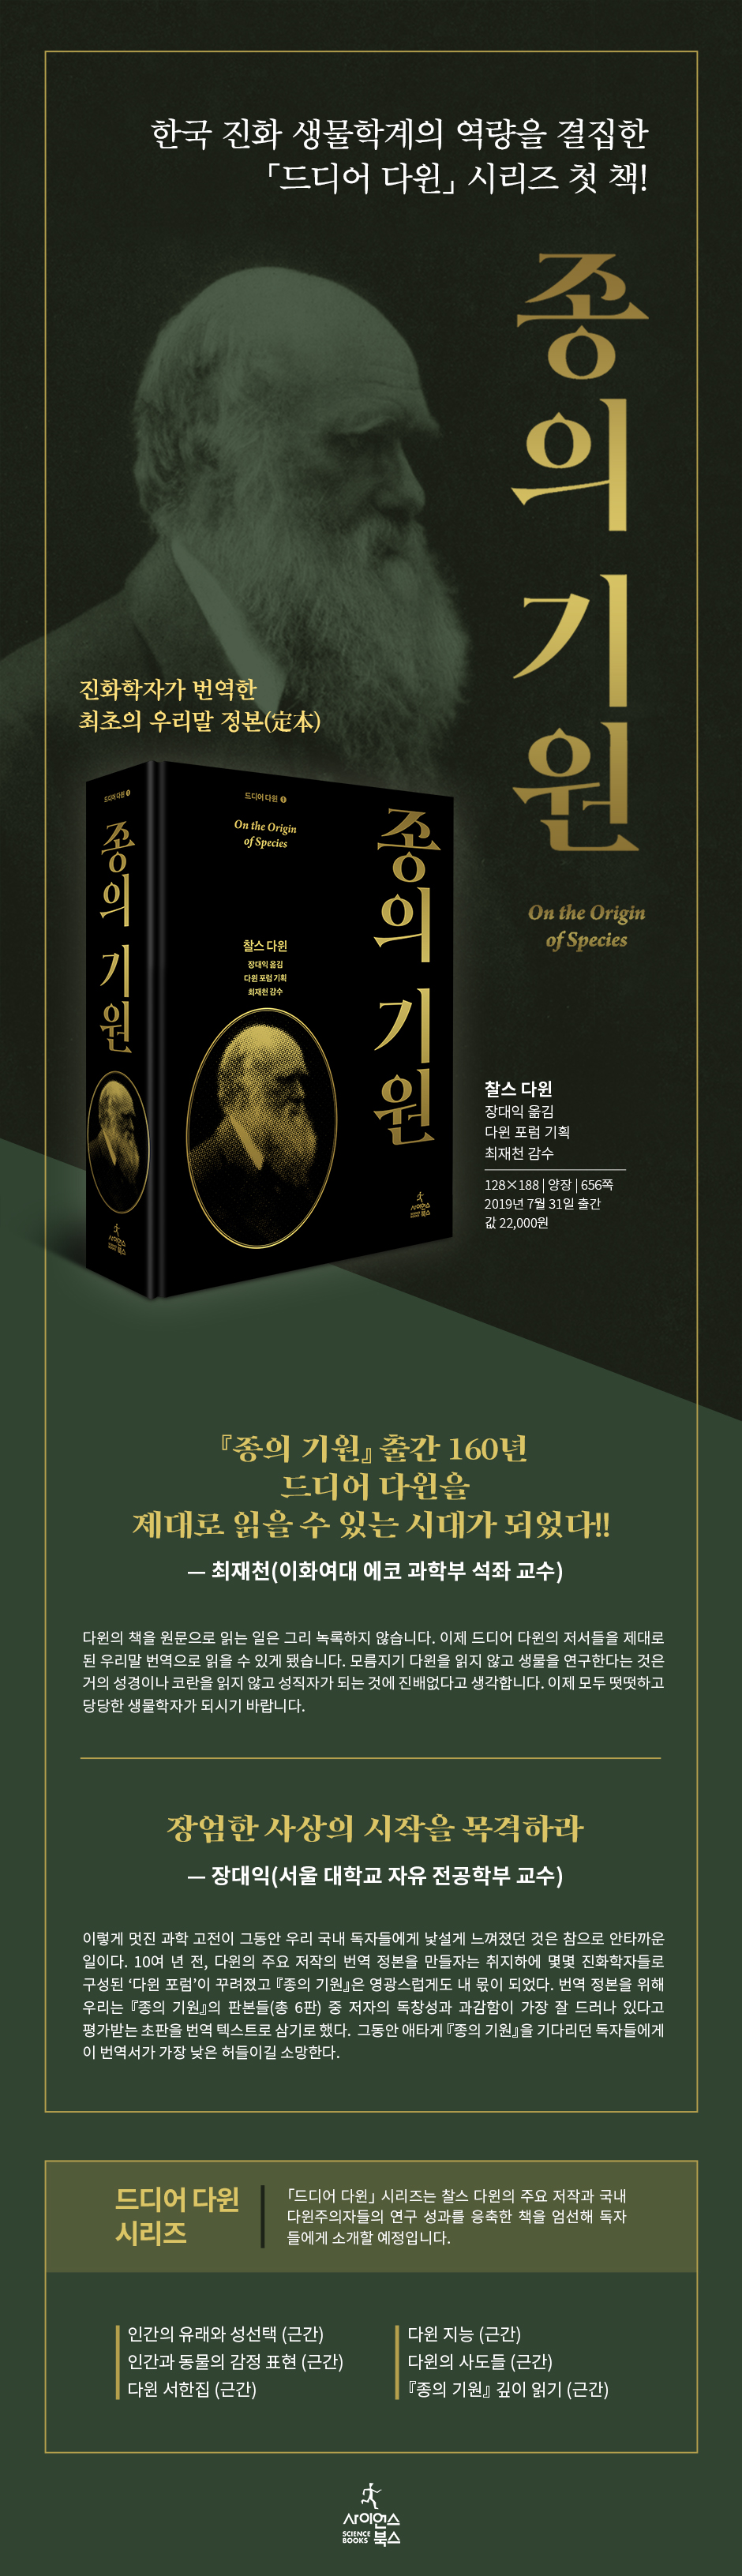 한국 진화 생물학계의 역량을 결집한
「드디어 다윈」 시리즈 첫 책!
종의 기원
On the Origin
of Species
진화학자가 번역한
최초의 우리말 정본(定本)
드디어 다윈 ❶
종의 기원
사이언스
SCIENCE BOOKS 북스
드디어 다윈 ❶
On the Origin
of Species
종의 기원
찰스 다윈
장대익 옮김
다윈 포럼 기획
최재천 감수
사이언스
SCIENCE BOOKS 북스
찰스 다윈
장대익 옮김
다윈 포럼 기획
최재천 감수
128×188 | 양장 | 656쪽
2019년 7월 31일 출간
값 22,000원
『종의 기원』 출간 160년
드디어 다윈을
제대로 읽을 수 있는 시대가 되었다!!
— 최재천(이화여대 에코 과학부 석좌 교수)
다윈의 책을 원문으로 읽는 일은 그리 녹록하지 않습니다. 이제 드디어 다윈의 저서들을 제대로
된 우리말 번역으로 읽을 수 있게 됐습니다. 모름지기 다윈을 읽지 않고 생물을 연구한다는 것은
거의 성경이나 코란을 읽지 않고 성직자가 되는 것에 진배없다고 생각합니다. 이제 모두 떳떳하고
당당한 생물학자가 되시기 바랍니다.
장엄한 사상의 시작을 목격하라
— 장대익(서울 대학교 자유 전공학부 교수)
이렇게 멋진 과학 고전이 그동안 우리 국내 독자들에게 낯설게 느껴졌던 것은 참으로 안타까운
일이다. 10여 년 전, 다윈의 주요 저작의 번역 정본을 만들자는 취지하에 몇몇 진화학자들로
구성된 ‘다윈 포럼’이 꾸려졌고 『종의 기원』은 영광스럽게도 내 몫이 되었다. 번역 정본을 위해
우리는 『종의 기원』의 판본들(총 6판) 중 저자의 독창성과 과감함이 가장 잘 드러나 있다고
평가받는 초판을 번역 텍스트로 삼기로 했다. 그동안 애타게 『종의 기원』을 기다리던 독자들에게
이 번역서가 가장 낮은 허들이길 소망한다.
드디어 다윈
시리즈
「드디어 다윈」 시리즈는 찰스 다윈의 주요 저작과 국내
다윈주의자들의 연구 성과를 응축한 책을 엄선해 독자
들에게 소개할 예정입니다.
인간의 유래와 성선택 (근간)
인간과 동물의 감정 표현 (근간)
다윈 서한집 (근간)
다윈 지능 (근간)
다윈의 사도들 (근간)
『종의 기원』 깊이 읽기 (근간)
사이언스
SCIENCE BOOKS 북스